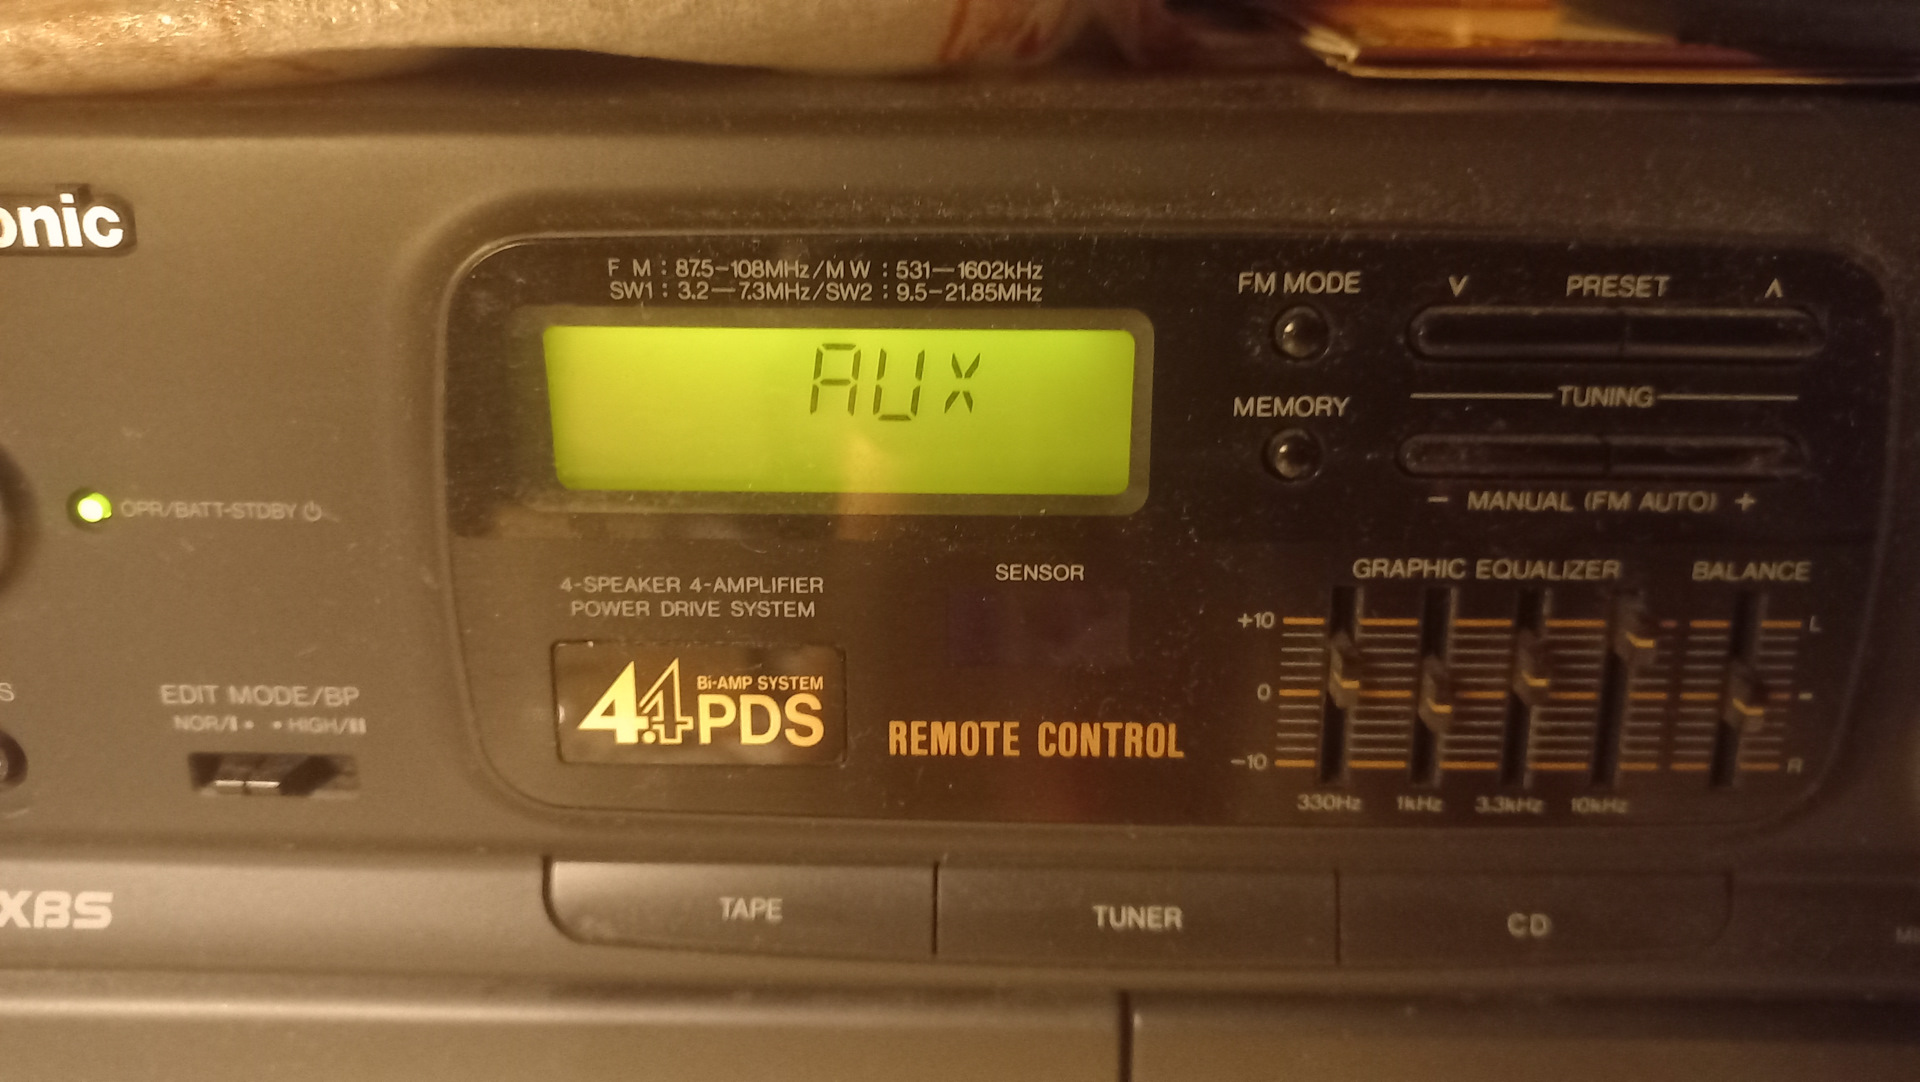 onic
F M : 87.5–108MHz/M W : 531–1602kHz
SW1 : 3.2–7.3MHz/SW2 : 9.5–21.85MHz
AUX
FM MODE
∨ PRESET ∧
MEMORY
TUNING
− MANUAL (FM AUTO) +
OPR/BATT-STDBY
4-SPEAKER 4-AMPLIFIER
POWER DRIVE SYSTEM
SENSOR
4.4 Bi-AMP SYSTEM
PDS
REMOTE CONTROL
GRAPHIC EQUALIZER BALANCE
+10 L
0 -
−10 R
330Hz 1kHz 3.3kHz 10kHz
S
EDIT MODE/BP
NOR/I • • HIGH/III
XBS
TAPE
TUNER
CD